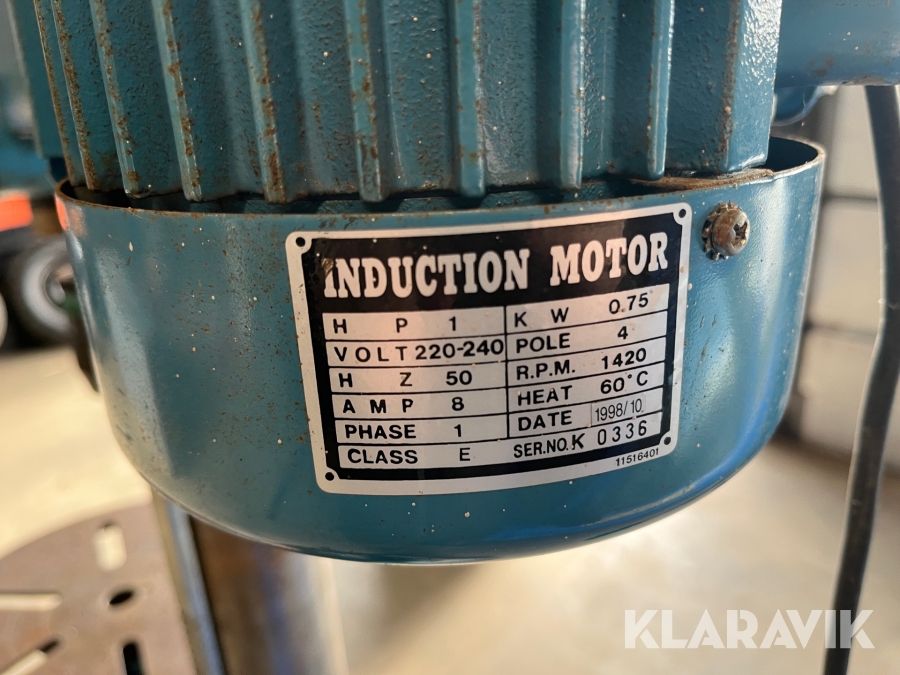 INDUCTION MOTOR
H P 1 K W 0.75
VOLT 220-240 POLE 4
H Z 50 R.P.M. 1420
A M P 8 HEAT 60°C
PHASE 1 DATE 1998/10
CLASS E SER.NO. K 0336
11516401
KLARAVIK